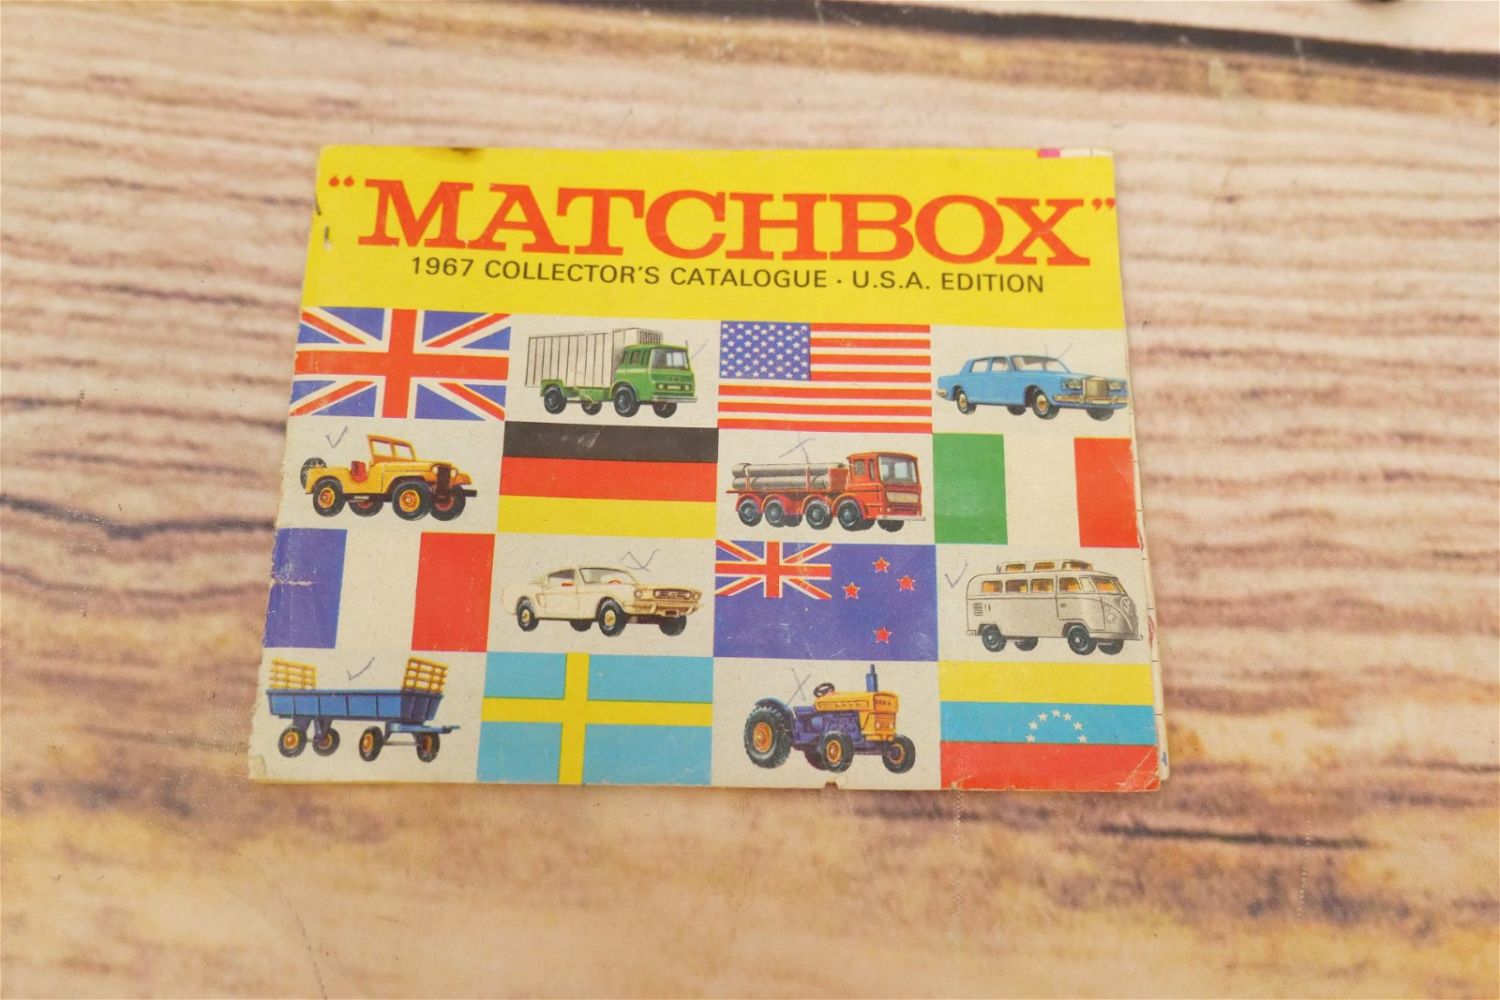 "MATCHBOX"
1967 COLLECTOR'S CATALOGUE · U.S.A. EDITION